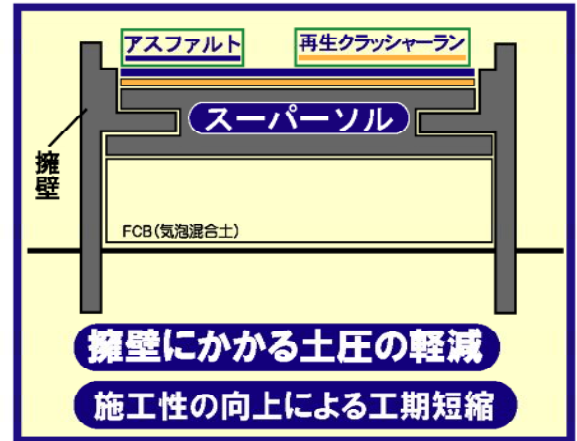 アスファルト
再生クラッシャーラン
スーパーソル
擁壁
FCB(気泡混合土)
擁壁にかかる土圧の軽減
施工性の向上による工期短縮